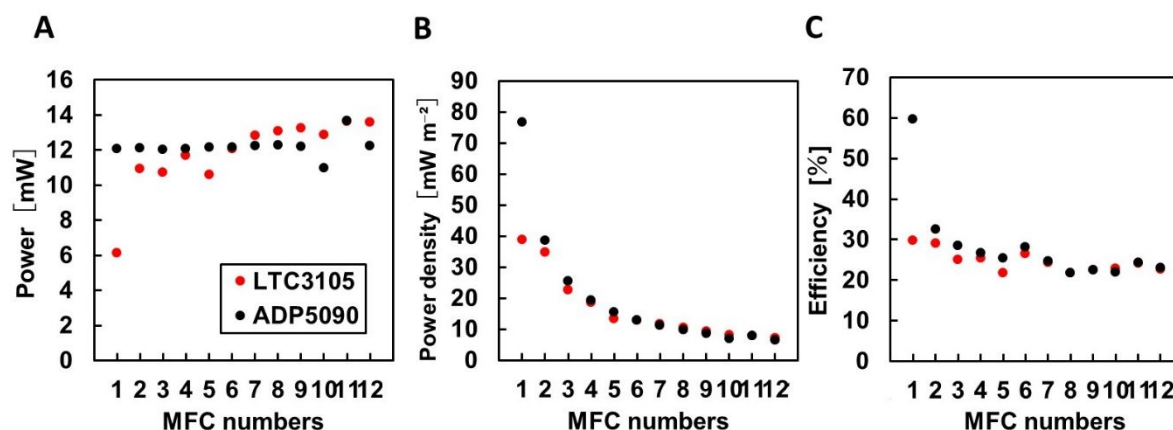 A
Power [mW]
16
14
12
10
8
6
4
2
0
LTC3105
ADP5090
1 2 3 4 5 6 7 8 9 10 11 12
MFC numbers
B
Power density [mW m⁻²]
90
80
70
60
50
40
30
20
10
0
1 2 3 4 5 6 7 8 9 10 11 12
MFC numbers
C
Efficiency [%]
70
60
50
40
30
20
10
0
1 2 3 4 5 6 7 8 9 10 11 12
MFC numbers